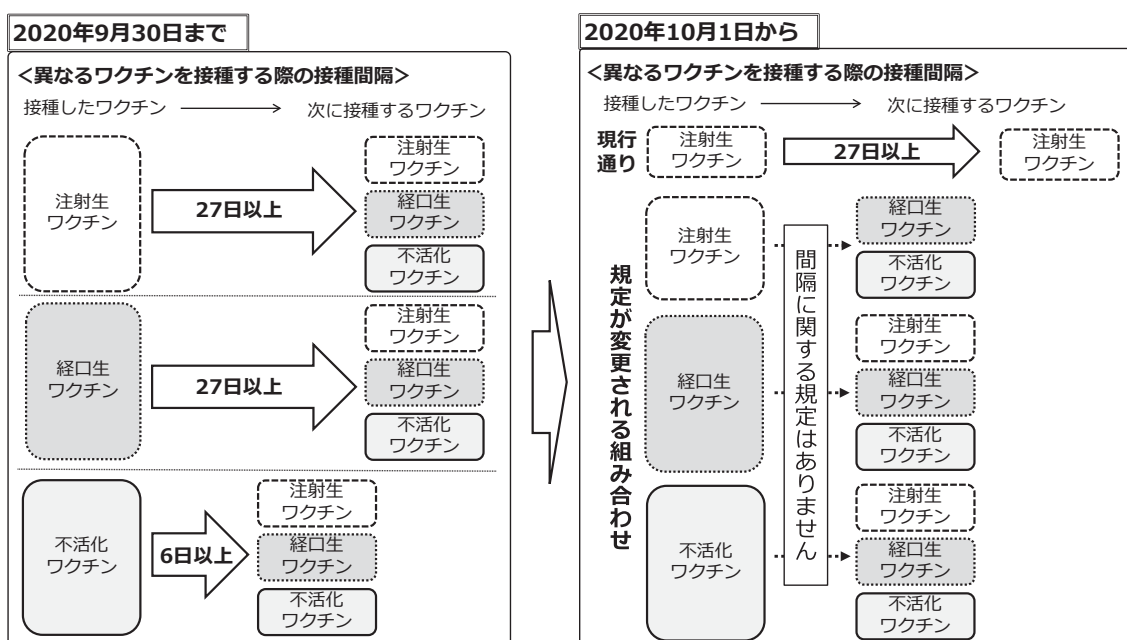 2020年9月30日まで
<異なるワクチンを接種する際の接種間隔>
接種したワクチン
次に接種するワクチン
注射生
ワクチン
27日以上
注射生
ワクチン
経口生
ワクチン
不活化
ワクチン
経口生
ワクチン
27日以上
注射生
ワクチン
経口生
ワクチン
不活化
ワクチン
不活化
ワクチン
6日以上
注射生
ワクチン
経口生
ワクチン
不活化
ワクチン
2020年10月1日から
<異なるワクチンを接種する際の接種間隔>
接種したワクチン
次に接種するワクチン
現行
通り
注射生
ワクチン
27日以上
注射生
ワクチン
規定が変更される組み合わせ
注射生
ワクチン
間隔に関する規定はありません
経口生
ワクチン
不活化
ワクチン
経口生
ワクチン
注射生
ワクチン
経口生
ワクチン
不活化
ワクチン
不活化
ワクチン
注射生
ワクチン
経口生
ワクチン
不活化
ワクチン